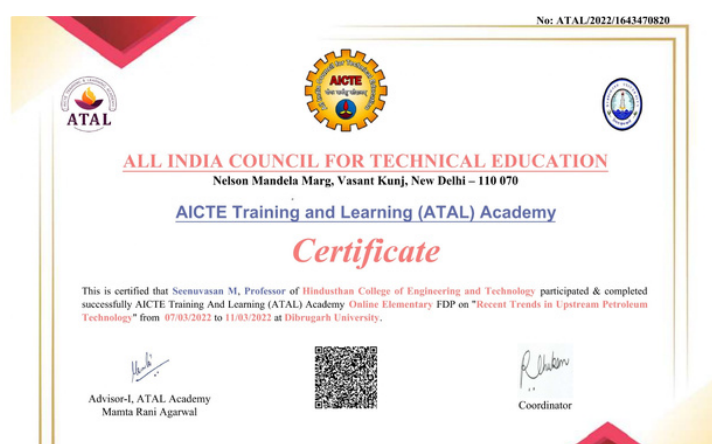 No: ATAL/2022/1643470820
ATAL
AICTE
ALL INDIA COUNCIL FOR TECHNICAL EDUCATION
Nelson Mandela Marg, Vasant Kunj, New Delhi – 110 070
AICTE Training and Learning (ATAL) Academy
Certificate
This is certified that Seenuvasan M, Professor of Hindusthan College of Engineering and Technology participated & completed
successfully AICTE Training And Learning (ATAL) Academy Online Elementary FDP on "Recent Trends in Upstream Petroleum
Technology" from 07/03/2022 to 11/03/2022 at Dibrugarh University.
Advisor-I, ATAL Academy
Mamta Rani Agarwal
Coordinator